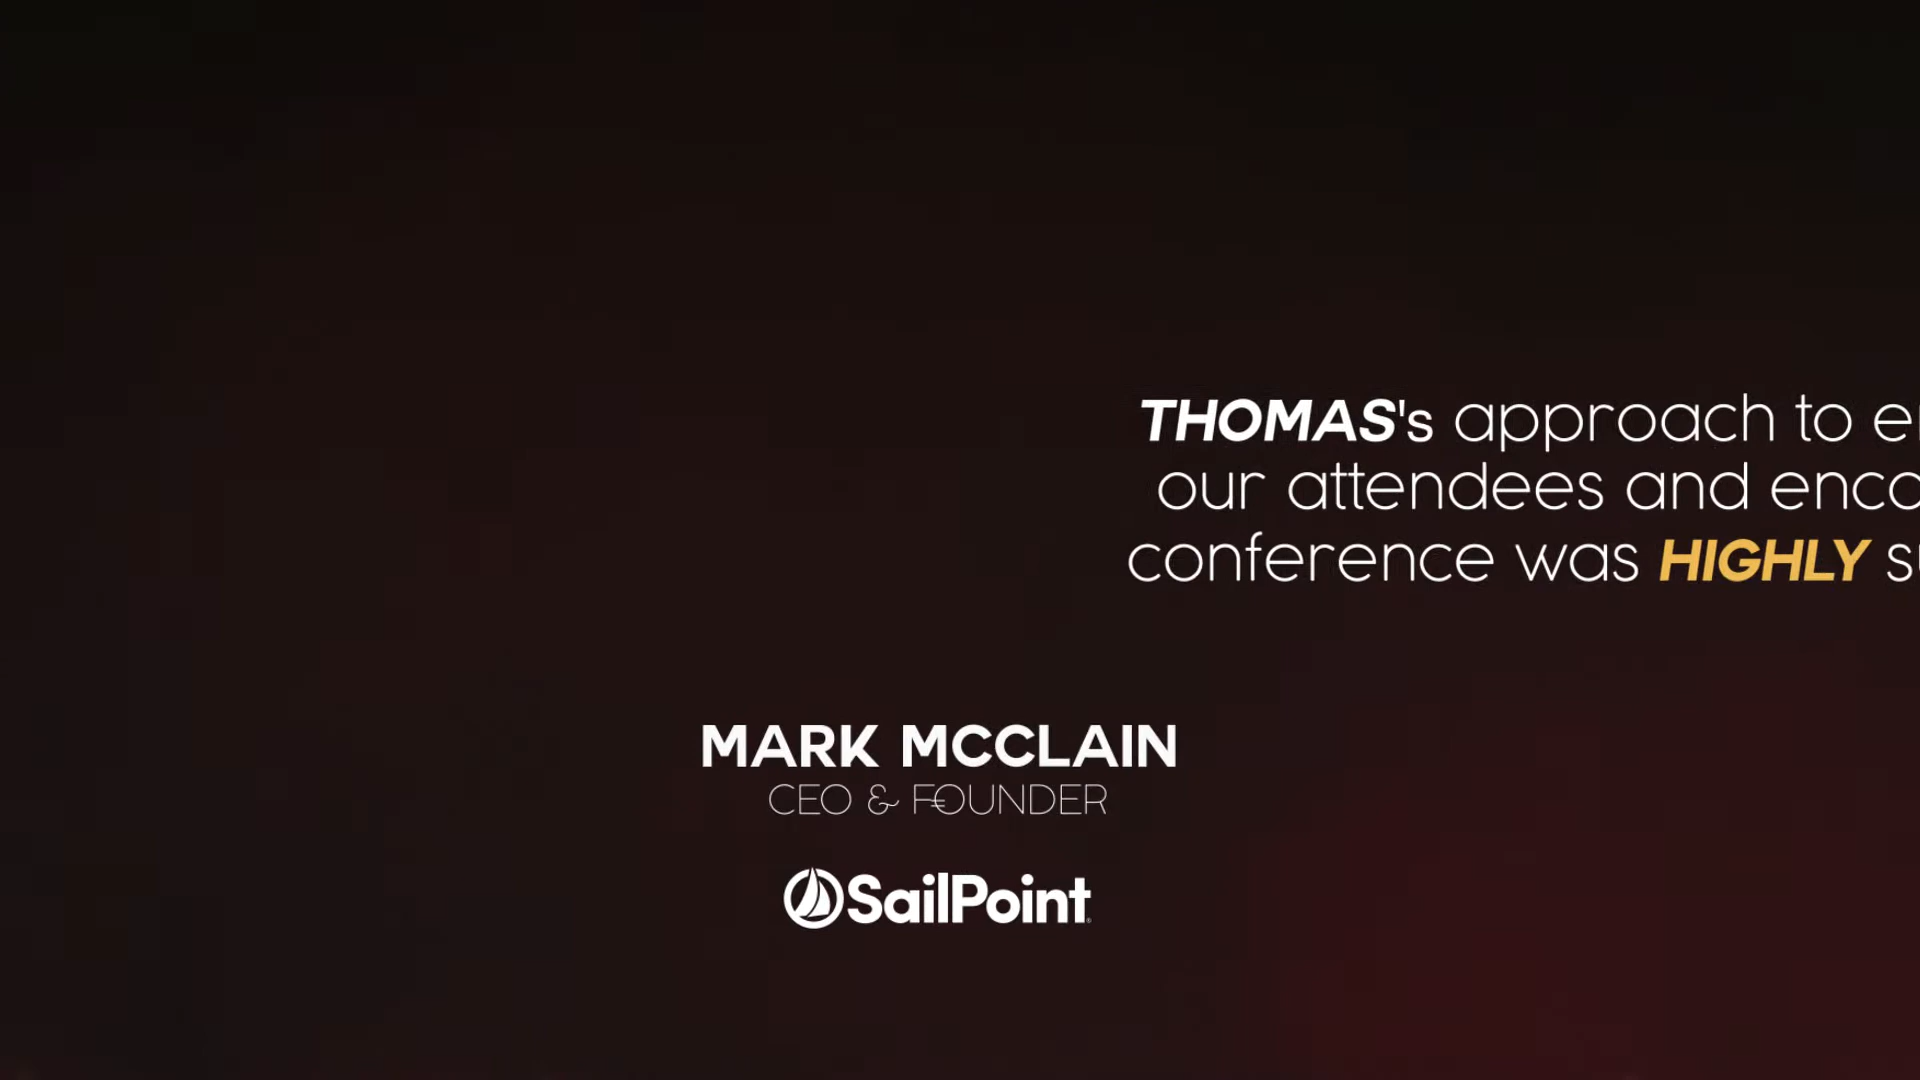 THOMAS's approach to
our attendees and
conference was HIGHLY
MARK MCCLAIN
CEO & FOUNDER
SailPoint